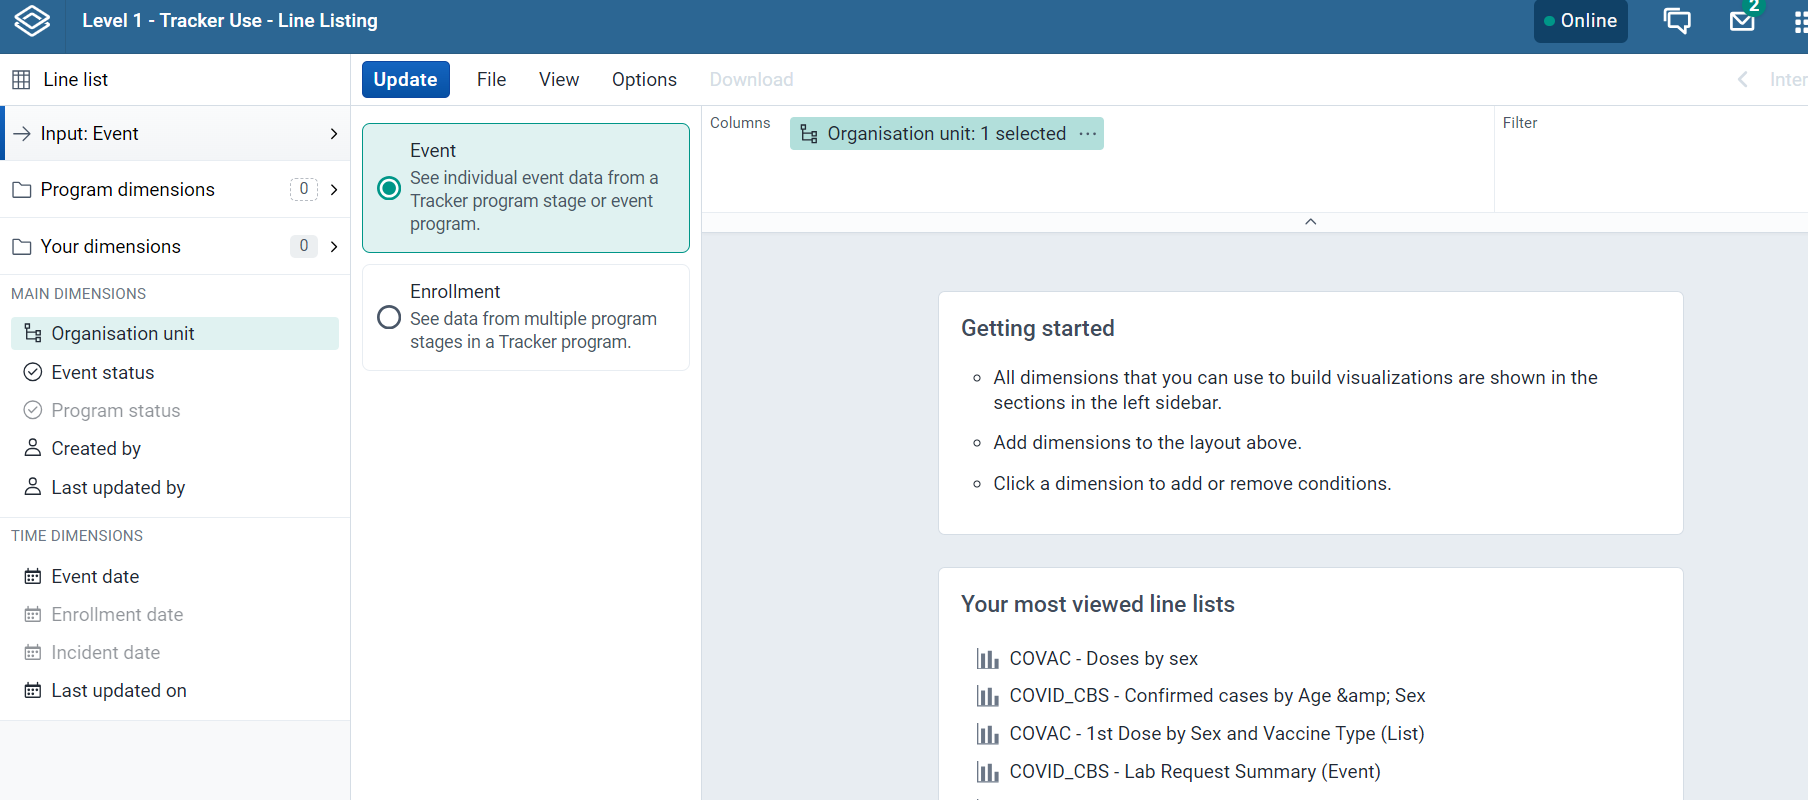 Level 1 - Tracker Use - Line Listing
Online
2
Line list
Update
File
View
Options
Download
Inter
Input: Event
Program dimensions
0
Your dimensions
0
MAIN DIMENSIONS
Organisation unit
Event status
Program status
Created by
Last updated by
TIME DIMENSIONS
Event date
Enrollment date
Incident date
Last updated on
Event
See individual event data from a
Tracker program stage or event
program.
Enrollment
See data from multiple program
stages in a Tracker program.
Columns
Organisation unit: 1 selected
Filter
Getting started
All dimensions that you can use to build visualizations are shown in the
sections in the left sidebar.
Add dimensions to the layout above.
Click a dimension to add or remove conditions.
Your most viewed line lists
COVAC - Doses by sex
COVID_CBS - Confirmed cases by Age &amp; Sex
COVAC - 1st Dose by Sex and Vaccine Type (List)
COVID_CBS - Lab Request Summary (Event)